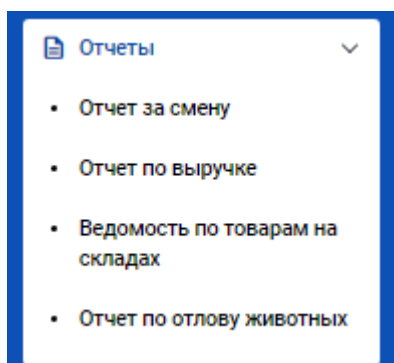 Отчеты
• Отчет за смену
• Отчет по выручке
• Ведомость по товарам на
складах
• Отчет по отлову животных